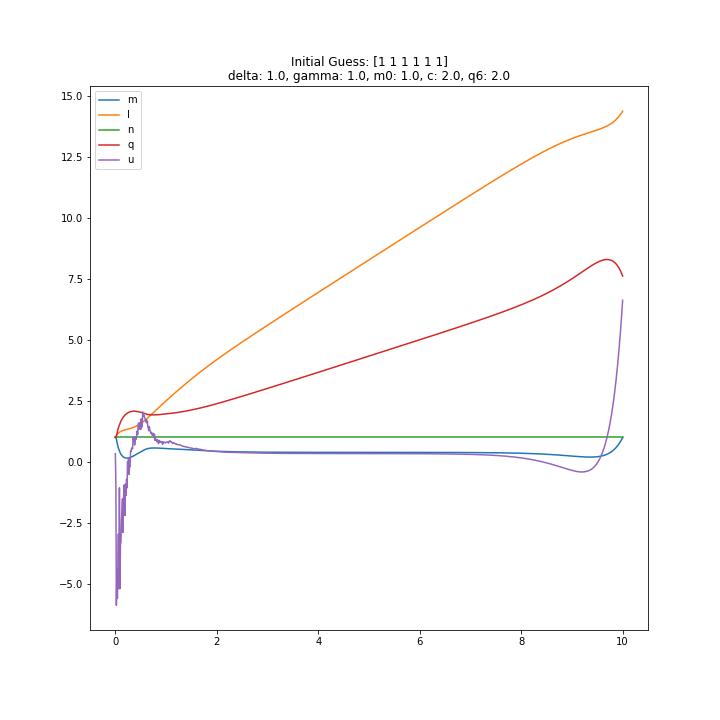 Initial Guess: [1 1 1 1 1 1]
delta: 1.0, gamma: 1.0, m0: 1.0, c: 2.0, q6: 2.0
m
l
n
q
u
15.0
12.5
10.0
7.5
5.0
2.5
0.0
−2.5
−5.0
0 2 4 6 8 10